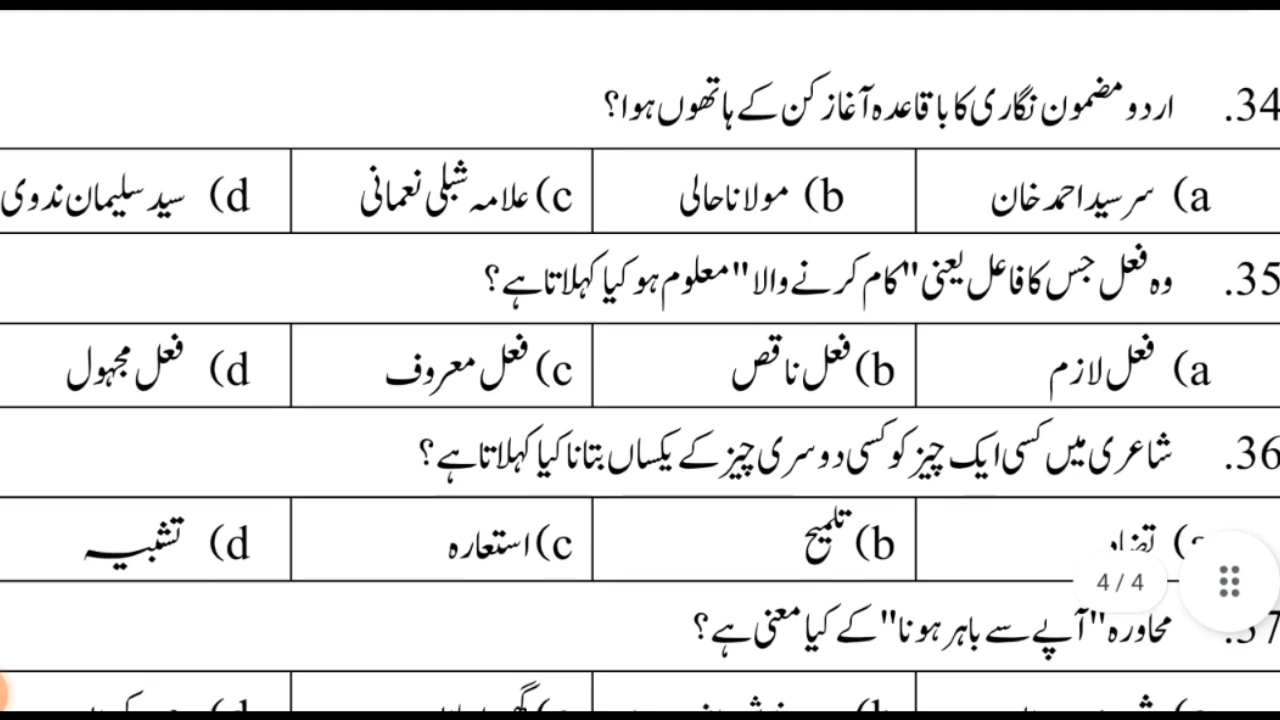 34. اردو مضمون نگاری کا باقاعدہ آغاز کن کے ہاتھوں ہوا؟
a) سرسید احمد خان b) مولانا حالی c) علامہ شبلی نعمانی d) سید سلیمان ندوی
35. وہ فعل جس کا فاعل یعنی "کام کرنے والا" معلوم ہو کیا کہلاتا ہے؟
a) فعل لازم b) فعل ناقص c) فعل معروف d) فعل مجہول
36. شاعری میں کسی ایک چیز کو کسی دوسری چیز کے یکساں بتانا کیا کہلاتا ہے؟
تضاد b) تلمیح c) استعارہ d) تشبیہ
4 / 4
محاورہ "آپے سے باہر ہونا" کے کیا معنی ہے؟